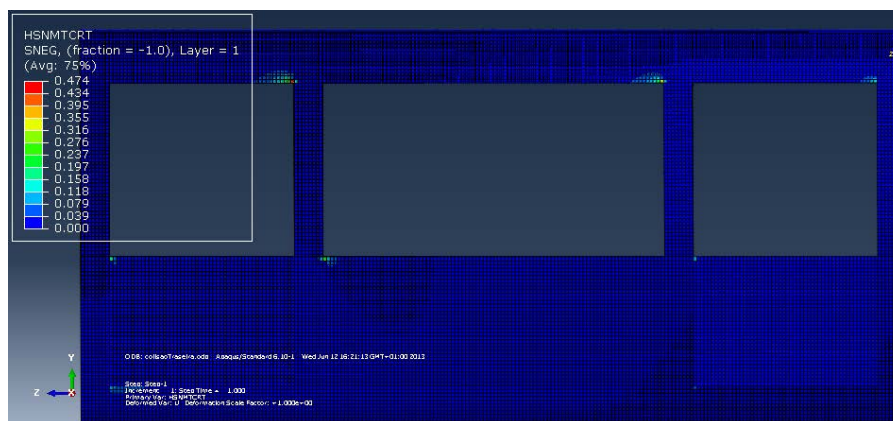 HSNMTCRT
SNEG, (fraction = -1.0), Layer = 1
(Avg: 75%)
0.474
0.434
0.395
0.355
0.316
0.276
0.237
0.197
0.158
0.118
0.079
0.039
0.000
Z
ODB: colisaoTraseira.odb Abaqus/Standard 6.10-1 Wed Jun 12 16:21:13 GMT+01:00 2013
Y
Z
X
Step: Step-1
Increment 1: Step Time = 1.000
Primary Var: HSNMTCRT
Deformed Var: U Deformation Scale Factor: +1.000e+00